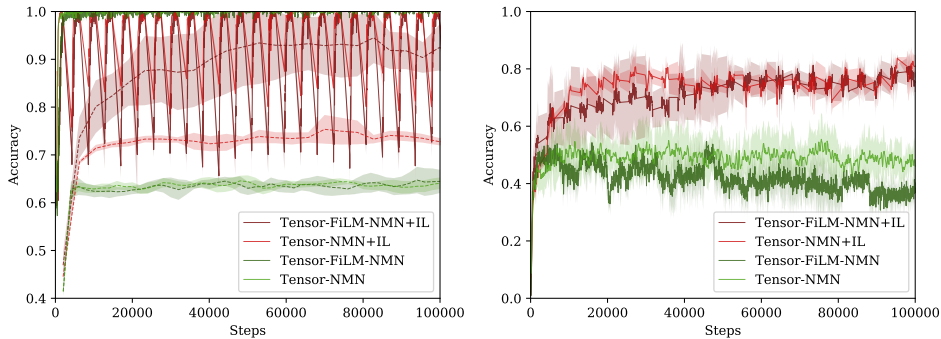 1.0
0.9
0.8
0.7
0.6
0.5
0.4
Accuracy
0
20000
40000
60000
80000
100000
Steps
Tensor-FiLM-NMN+IL
Tensor-NMN+IL
Tensor-FiLM-NMN
Tensor-NMN
1.0
0.8
0.6
0.4
0.2
0.0
Accuracy
0
20000
40000
60000
80000
100000
Steps
Tensor-FiLM-NMN+IL
Tensor-NMN+IL
Tensor-FiLM-NMN
Tensor-NMN